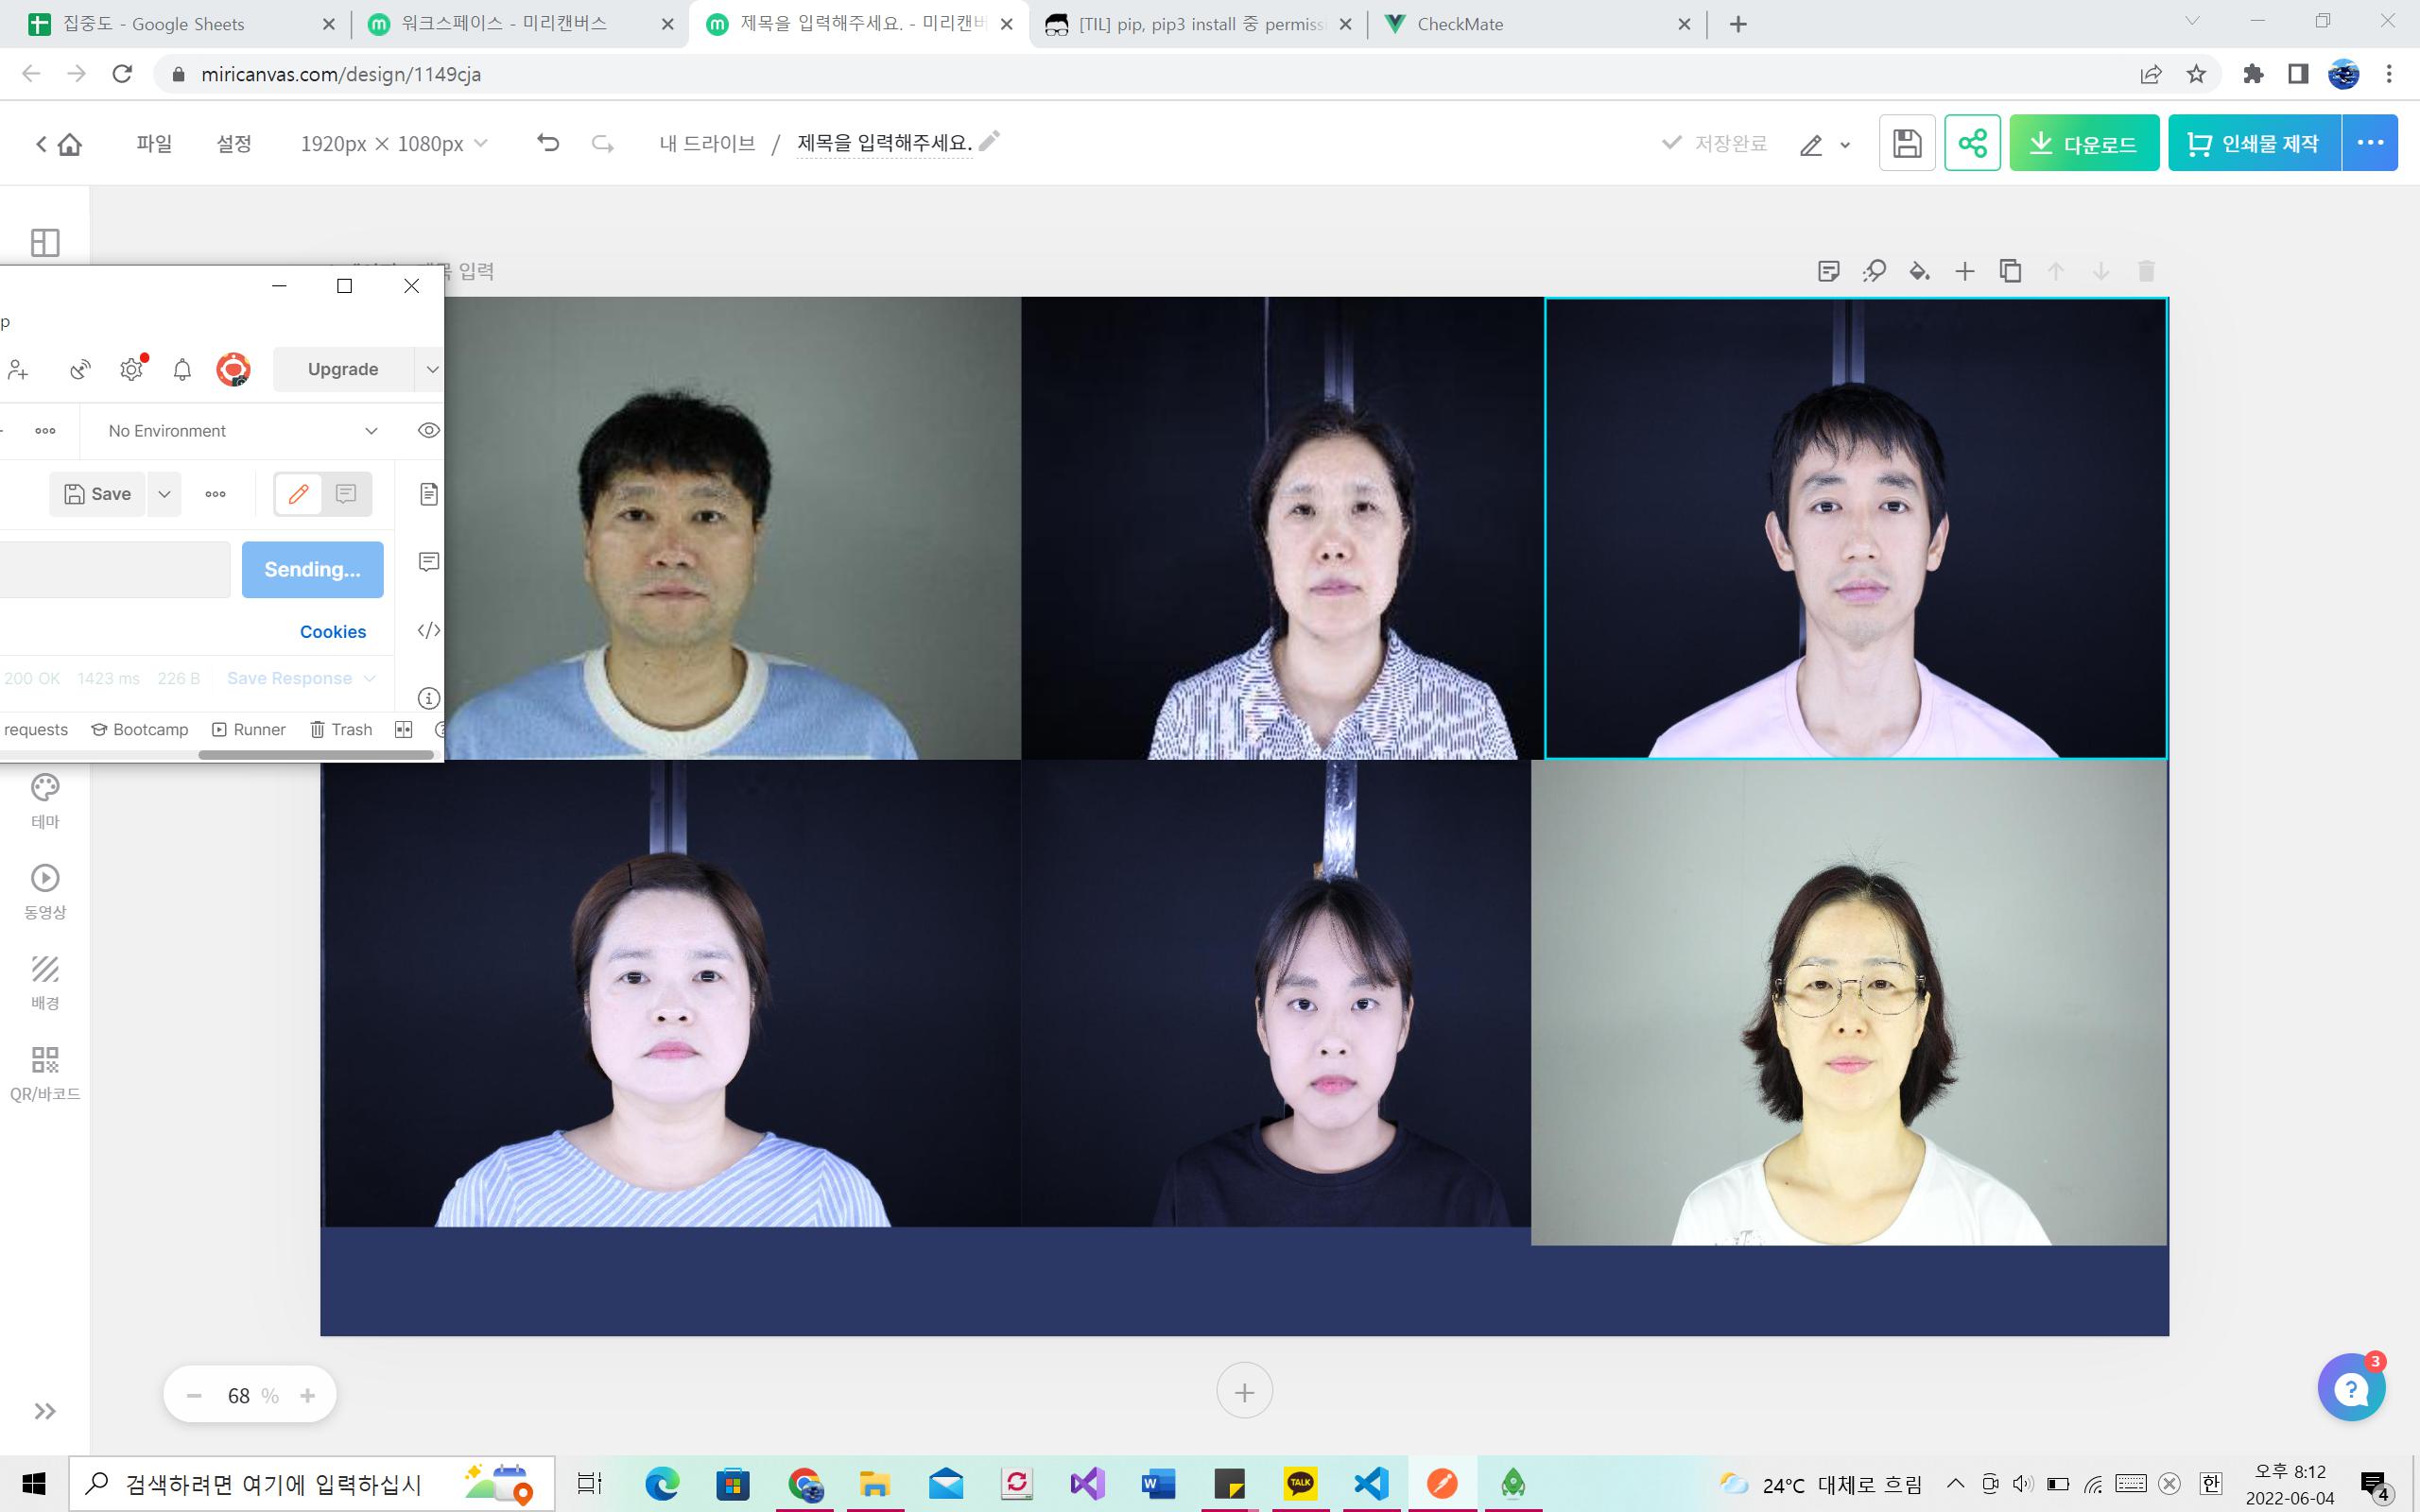 집중도 - Google Sheets
워크스페이스 - 미리캔버스
제목을 입력해주세요. - 미리캔버
[TIL] pip, pip3 install 중 permiss
CheckMate
miricanvas.com/design/1149cja
파일
설정
1920px × 1080px
내 드라이브 / 제목을 입력해주세요.
저장완료
다운로드
인쇄물 제작
입력
p
Upgrade
No Environment
Save
Sending...
Cookies
200 OK 1423 ms 226 B Save Response
requests Bootcamp Runner Trash
테마
동영상
배경
QR/바코드
68 %
3
검색하려면 여기에 입력하십시
TALK
24°C 대체로 흐림
한
오후 8:12
2022-06-04
4